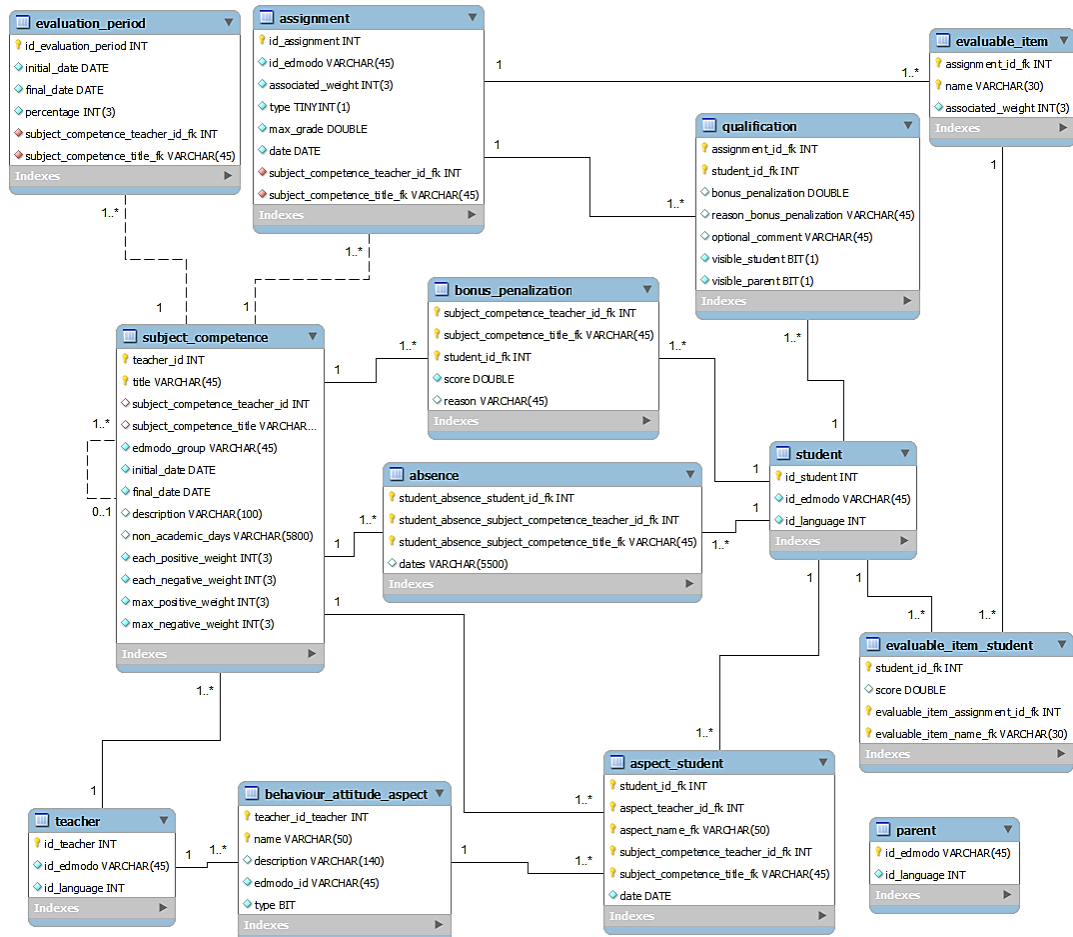 evaluation_period
id_evaluation_period INT
initial_date DATE
final_date DATE
percentage INT(3)
subject_competence_teacher_id_fk INT
subject_competence_title_fk VARCHAR(45)
Indexes
assignment
id_assignment INT
id_edmodo VARCHAR(45)
associated_weight INT(3)
type TINYINT(1)
max_grade DOUBLE
date DATE
subject_competence_teacher_id_fk INT
subject_competence_title_fk VARCHAR(45)
Indexes
evaluable_item
assignment_id_fk INT
name VARCHAR(30)
associated_weight INT(3)
Indexes
1
1..*
1
1..*
1
qualification
assignment_id_fk INT
student_id_fk INT
bonus_penalization DOUBLE
reason_bonus_penalization VARCHAR(45)
optional_comment VARCHAR(45)
visible_student BIT(1)
visible_parent BIT(1)
Indexes
1..*
1
1..*
1
1..*
1
bonus_penalization
subject_competence_teacher_id_fk INT
subject_competence_title_fk VARCHAR(45)
student_id_fk INT
score DOUBLE
reason VARCHAR(45)
Indexes
1
1..*
1..*
1
subject_competence
teacher_id INT
title VARCHAR(45)
subject_competence_teacher_id INT
subject_competence_title VARCHAR...
edmodo_group VARCHAR(45)
initial_date DATE
final_date DATE
description VARCHAR(100)
non_academic_days VARCHAR(5800)
each_positive_weight INT(3)
each_negative_weight INT(3)
max_positive_weight INT(3)
max_negative_weight INT(3)
Indexes
1..*
0..1
absence
student_absence_student_id_fk INT
student_absence_subject_competence_teacher_id_fk INT
student_absence_subject_competence_title_fk VARCHAR(45)
dates VARCHAR(5500)
Indexes
1
1..*
1..*
1
student
id_student INT
id_edmodo VARCHAR(45)
id_language INT
Indexes
1
1
1..*
1..*
1
1..*
evaluable_item_student
student_id_fk INT
score DOUBLE
evaluable_item_assignment_id_fk INT
evaluable_item_name_fk VARCHAR(30)
Indexes
1..*
1
1..*
aspect_student
student_id_fk INT
aspect_teacher_id_fk INT
aspect_name_fk VARCHAR(50)
subject_competence_teacher_id_fk INT
subject_competence_title_fk VARCHAR(45)
date DATE
Indexes
teacher
id_teacher INT
id_edmodo VARCHAR(45)
id_language INT
Indexes
1
1..*
behaviour_attitude_aspect
teacher_id_teacher INT
name VARCHAR(50)
description VARCHAR(140)
edmodo_id VARCHAR(45)
type BIT
Indexes
1
1..*
parent
id_edmodo VARCHAR(45)
id_language INT
Indexes